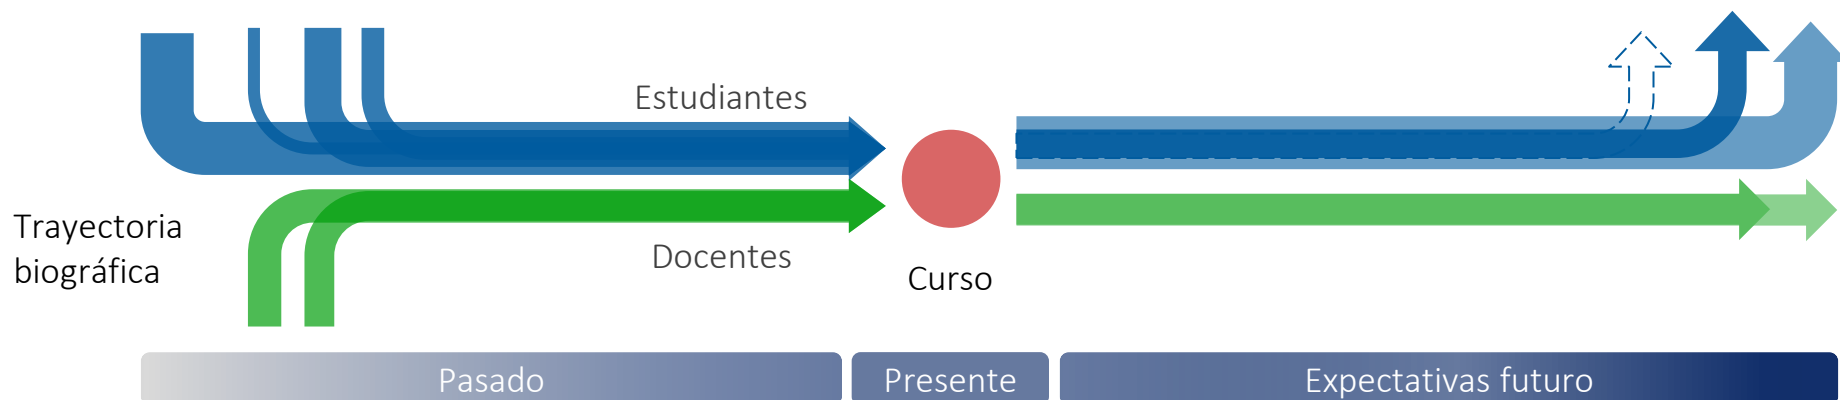 Estudiantes
Trayectoria
biográfica
Docentes
Curso
Pasado
Presente
Expectativas futuro